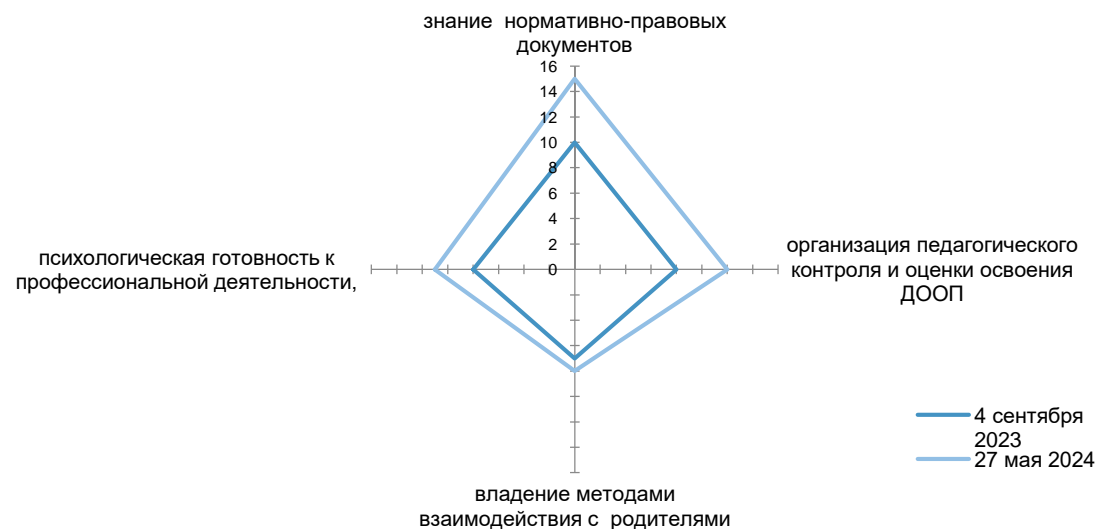 знание нормативно-правовых
документов
16
14
12
10
8
6
4
2
0
психологическая готовность к
профессиональной деятельности,
организация педагогического
контроля и оценки освоения
ДООП
4 сентября
2023
27 мая 2024
владение методами
взаимодействия с родителями